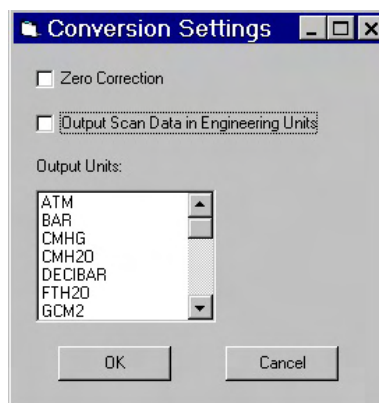 Conversion Settings
Zero Correction
Output Scan Data in Engineering Units
Output Units:
ATM
BAR
CMHG
CMH2O
DECIBAR
FTH2O
GCM2
OK Cancel